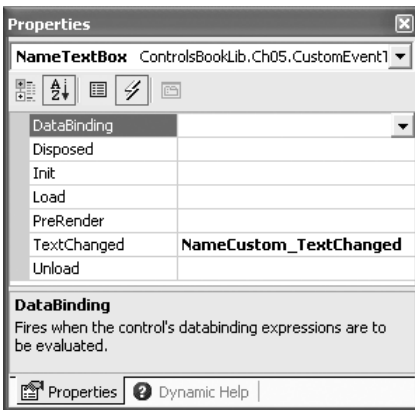 Properties
NameTextBox ControlsBookLib.Ch05.CustomEventT
DataBinding
Disposed
Init
Load
PreRender
TextChanged NameCustom_TextChanged
Unload
DataBinding
Fires when the control's databinding expressions are to
be evaluated.
Properties Dynamic Help